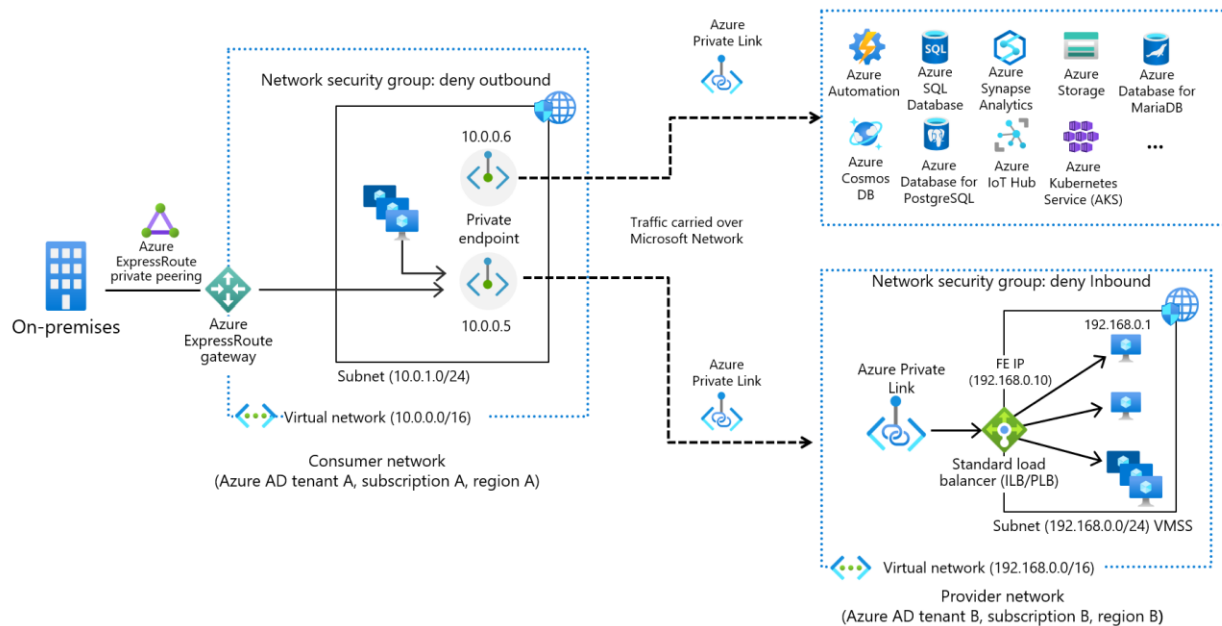 Network security group: deny outbound
10.0.0.6
Private
endpoint
10.0.0.5
Subnet (10.0.1.0/24)
Virtual network (10.0.0.0/16)
Consumer network
(Azure AD tenant A, subscription A, region A)
On-premises
Azure
ExpressRoute
private peering
Azure
ExpressRoute
gateway
Azure
Private Link
Traffic carried over
Microsoft Network
Azure
Private Link
Azure
Automation
SQL
Azure
SQL
Database
Azure
Synapse
Analytics
Azure
Storage
Azure
Database for
MariaDB
Azure
Cosmos
DB
Azure
Database for
PostgreSQL
Azure
IoT Hub
Azure
Kubernetes
Service (AKS)
...
Network security group: deny Inbound
192.168.0.1
FE IP
(192.168.0.10)
Azure Private
Link
Standard load
balancer (ILB/PLB)
Subnet (192.168.0.0/24) VMSS
Virtual network (192.168.0.0/16)
Provider network
(Azure AD tenant B, subscription B, region B)